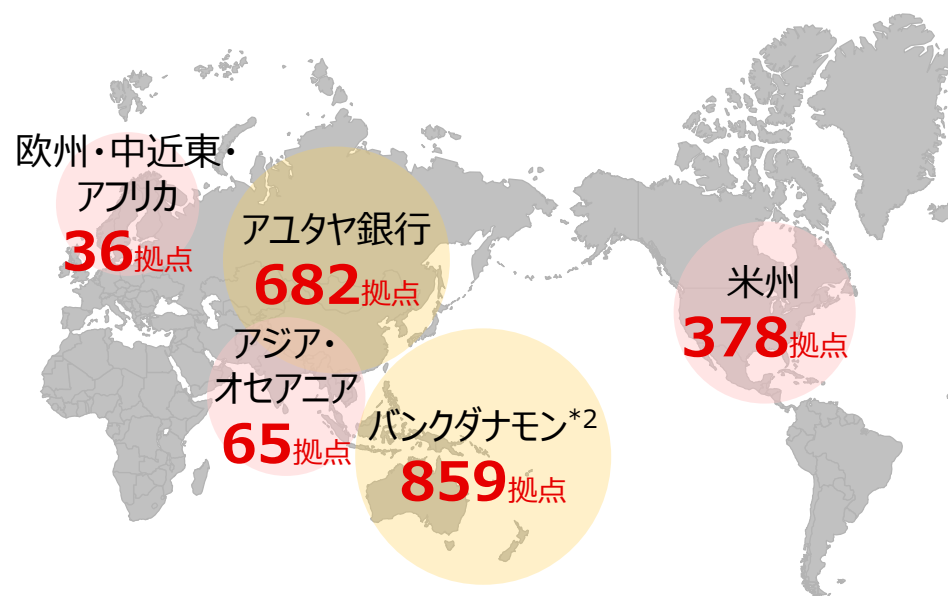 欧州・中近東・
アフリカ
36拠点
アユタヤ銀行
682拠点
アジア・
オセアニア
65拠点
バンクダナモン*2
859拠点
米州
378拠点